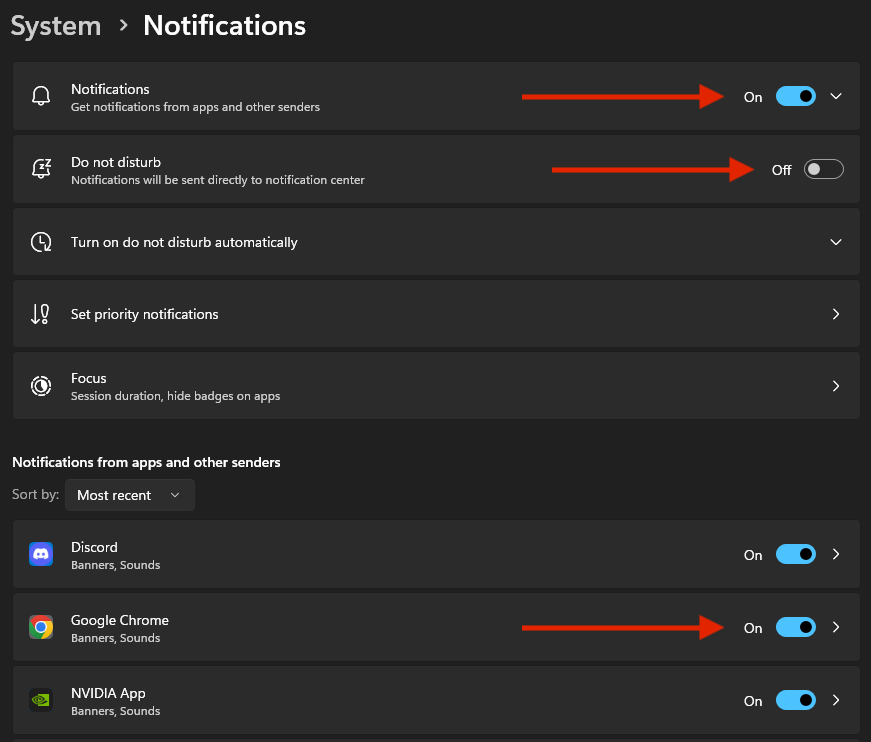 System > Notifications
Notifications
Get notifications from apps and other senders
On
Do not disturb
Notifications will be sent directly to notification center
Off
Turn on do not disturb automatically
Set priority notifications
Focus
Session duration, hide badges on apps
Notifications from apps and other senders
Sort by: Most recent
Discord
Banners, Sounds
On
Google Chrome
Banners, Sounds
On
NVIDIA App
Banners, Sounds
On